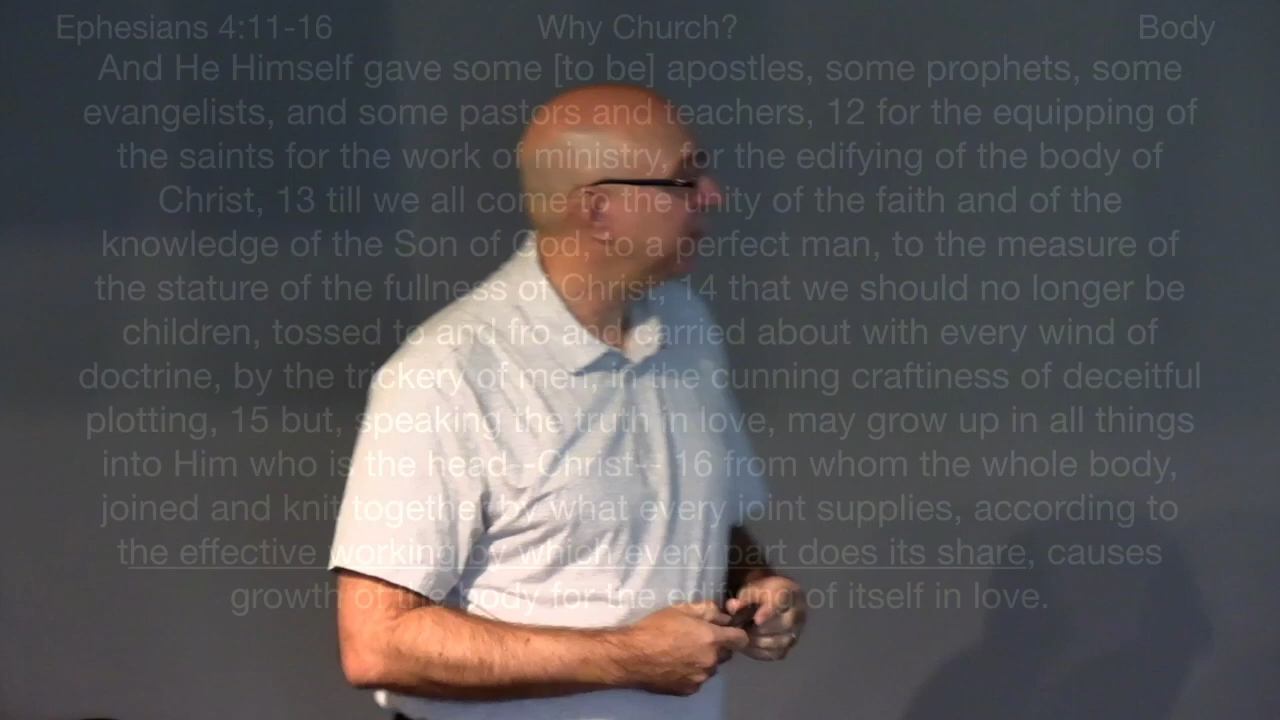 Ephesians 4:11-16 Why Church? Body
And He Himself gave some [to be] apostles, some prophets, some
evangelists, and some pastors and teachers, 12 for the equipping of
the saints for the work of ministry, for the edifying of the body of
Christ, 13 till we all come of the faith and of the
knowledge of the Son of God, to a perfect man, to the measure of
the stature of the fullness of Christ; 14 that we should no longer be
children, tossed to and fro and carried about with every wind of
doctrine, by the trickery of men, the cunning craftiness of deceitful
plotting, 15 but, speaking the truth in love, may grow up in all things
into Him who is the head--Christ-- 16 from whom the whole body,
joined and knit together by what every joint supplies, according to
the effective working by which every part does its share, causes
growth of the body for the edifying of itself in love.